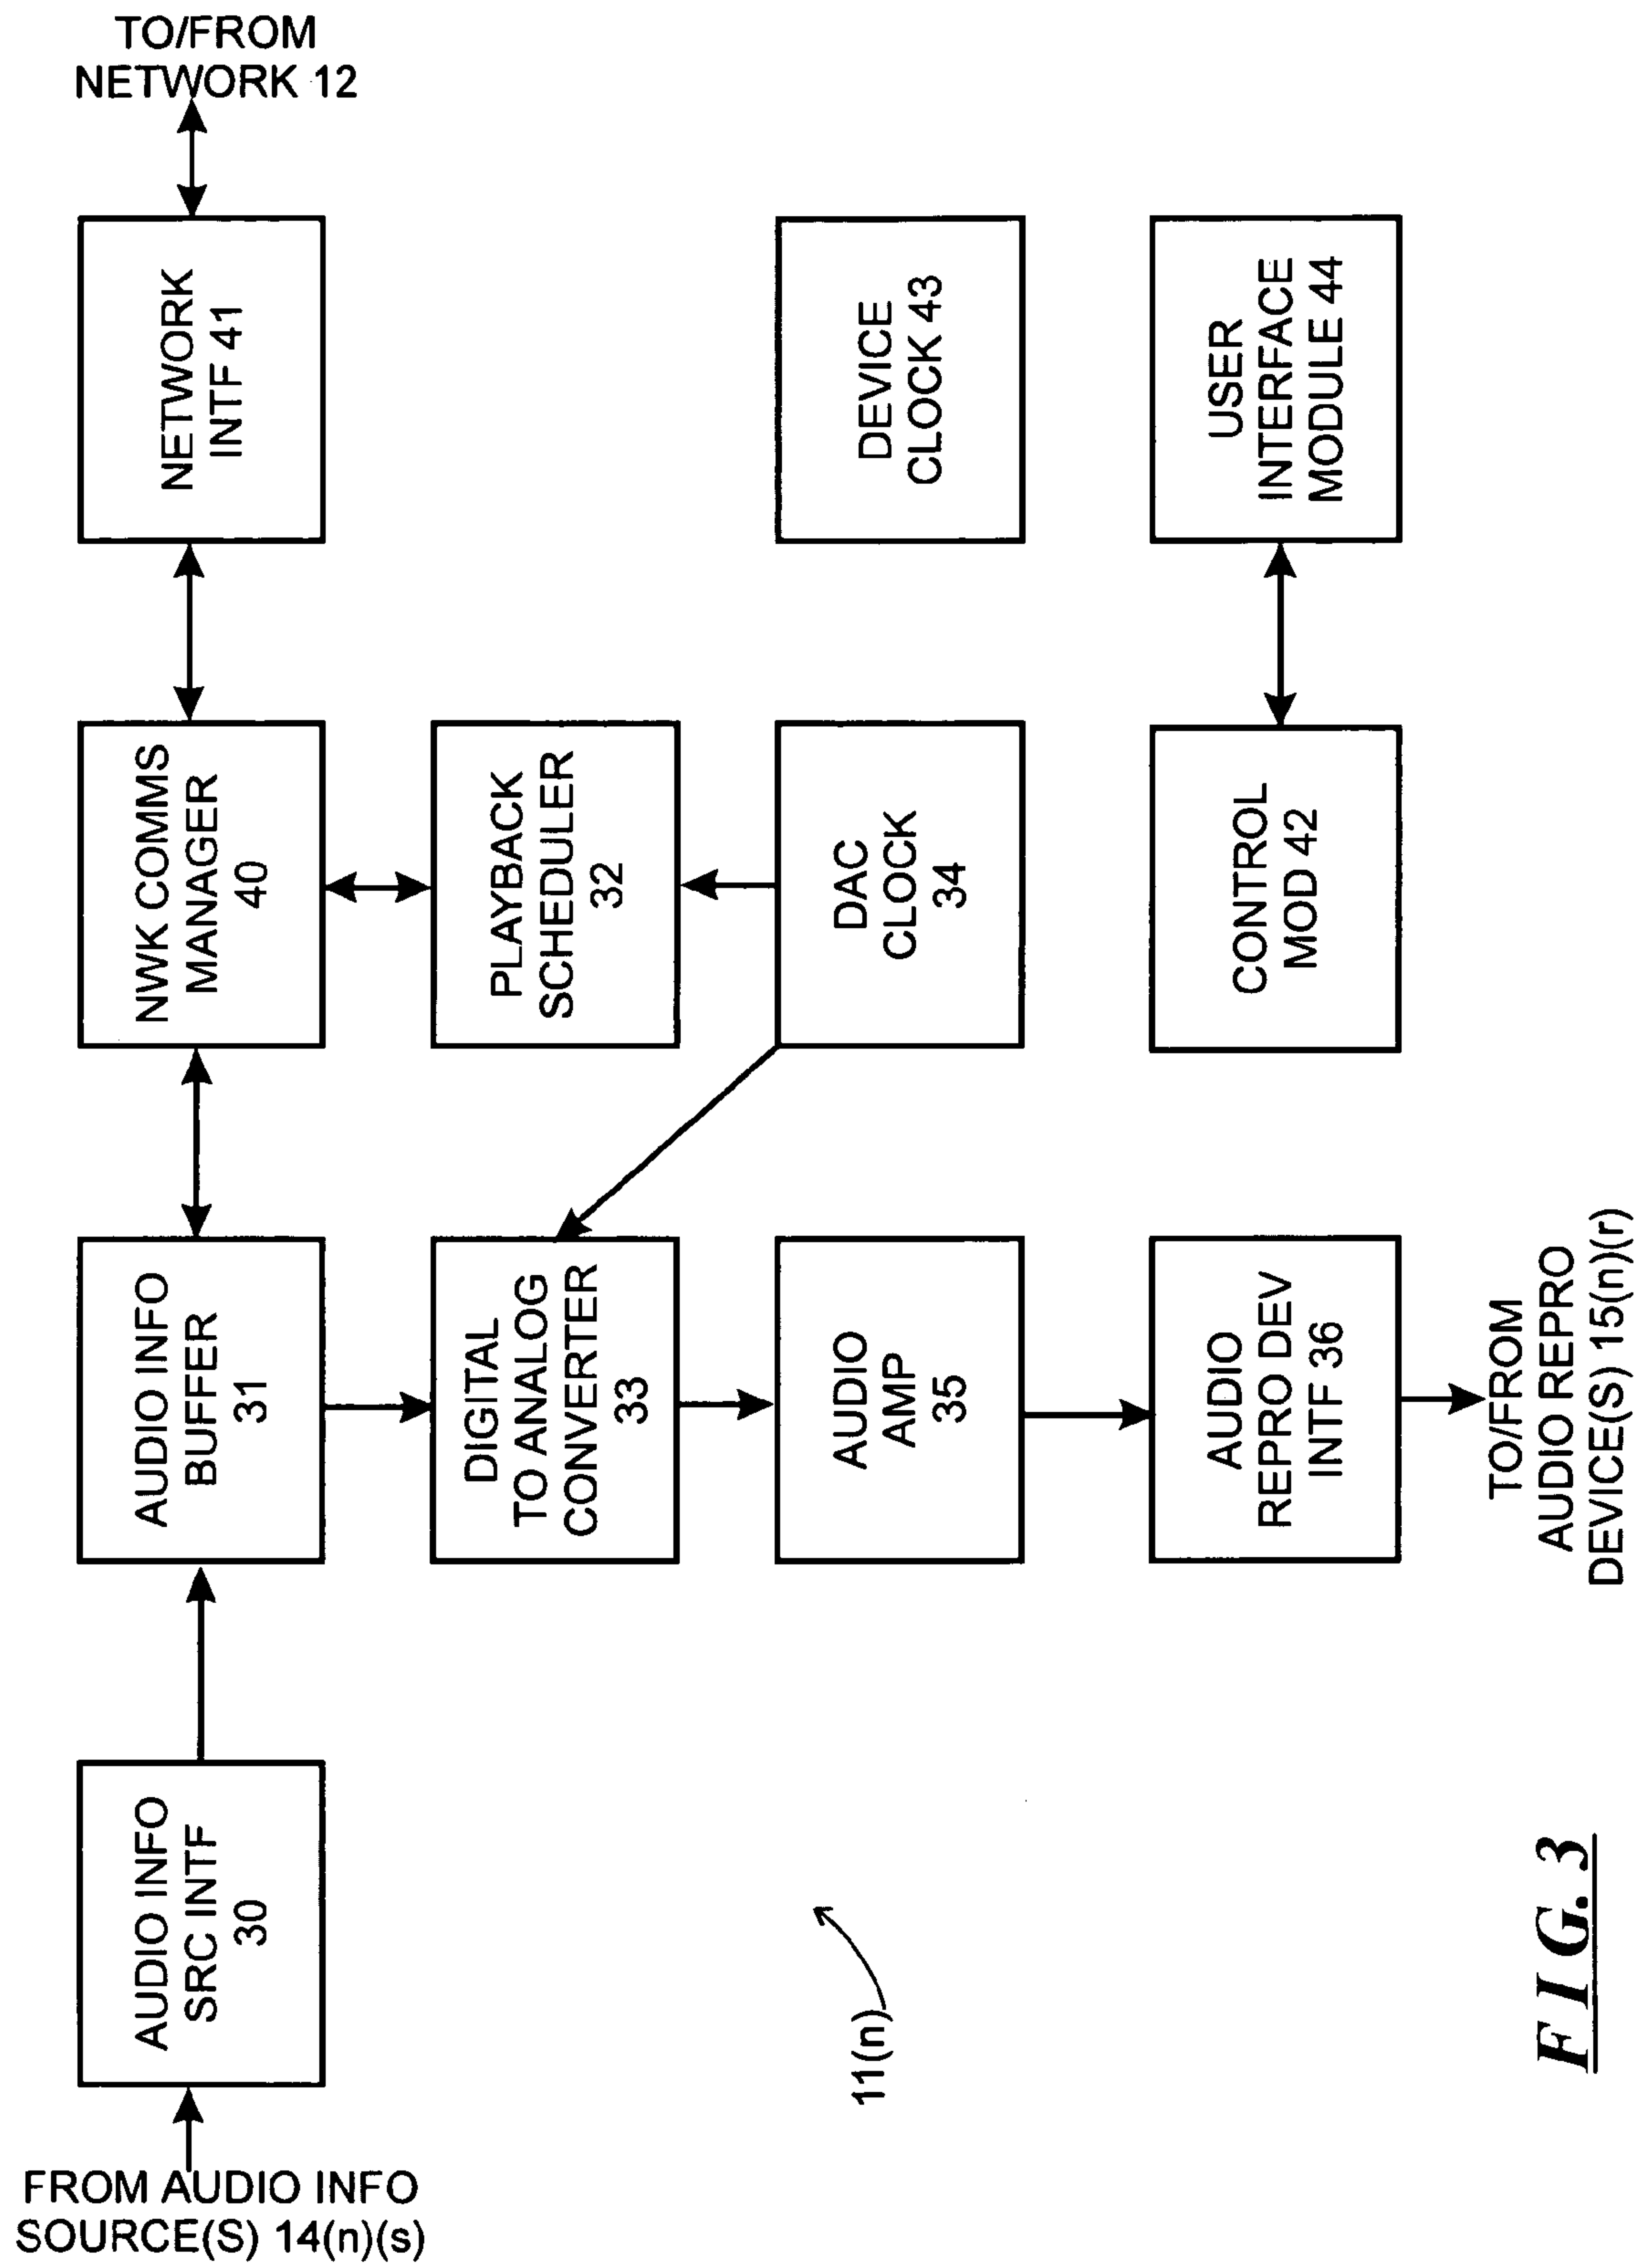 TO/FROM
NETWORK 12
NETWORK
INTF 41
DEVICE
CLOCK 43
USER
INTERFACE
MODULE 44
NWK COMMS
MANAGER
40
PLAYBACK
SCHEDULER
32
DAC
CLOCK
34
CONTROL
MOD 42
AUDIO INFO
BUFFER
31
DIGITAL
TO ANALOG
CONVERTER
33
AUDIO
AMP
35
AUDIO
REPRO DEV
INTF 36
TO/FROM
AUDIO REPRO
DEVICE(S) 15(n)(r)
AUDIO INFO
SRC INTF
30
FROM AUDIO INFO
SOURCE(S) 14(n)(s)
11(n)
FIG. 3